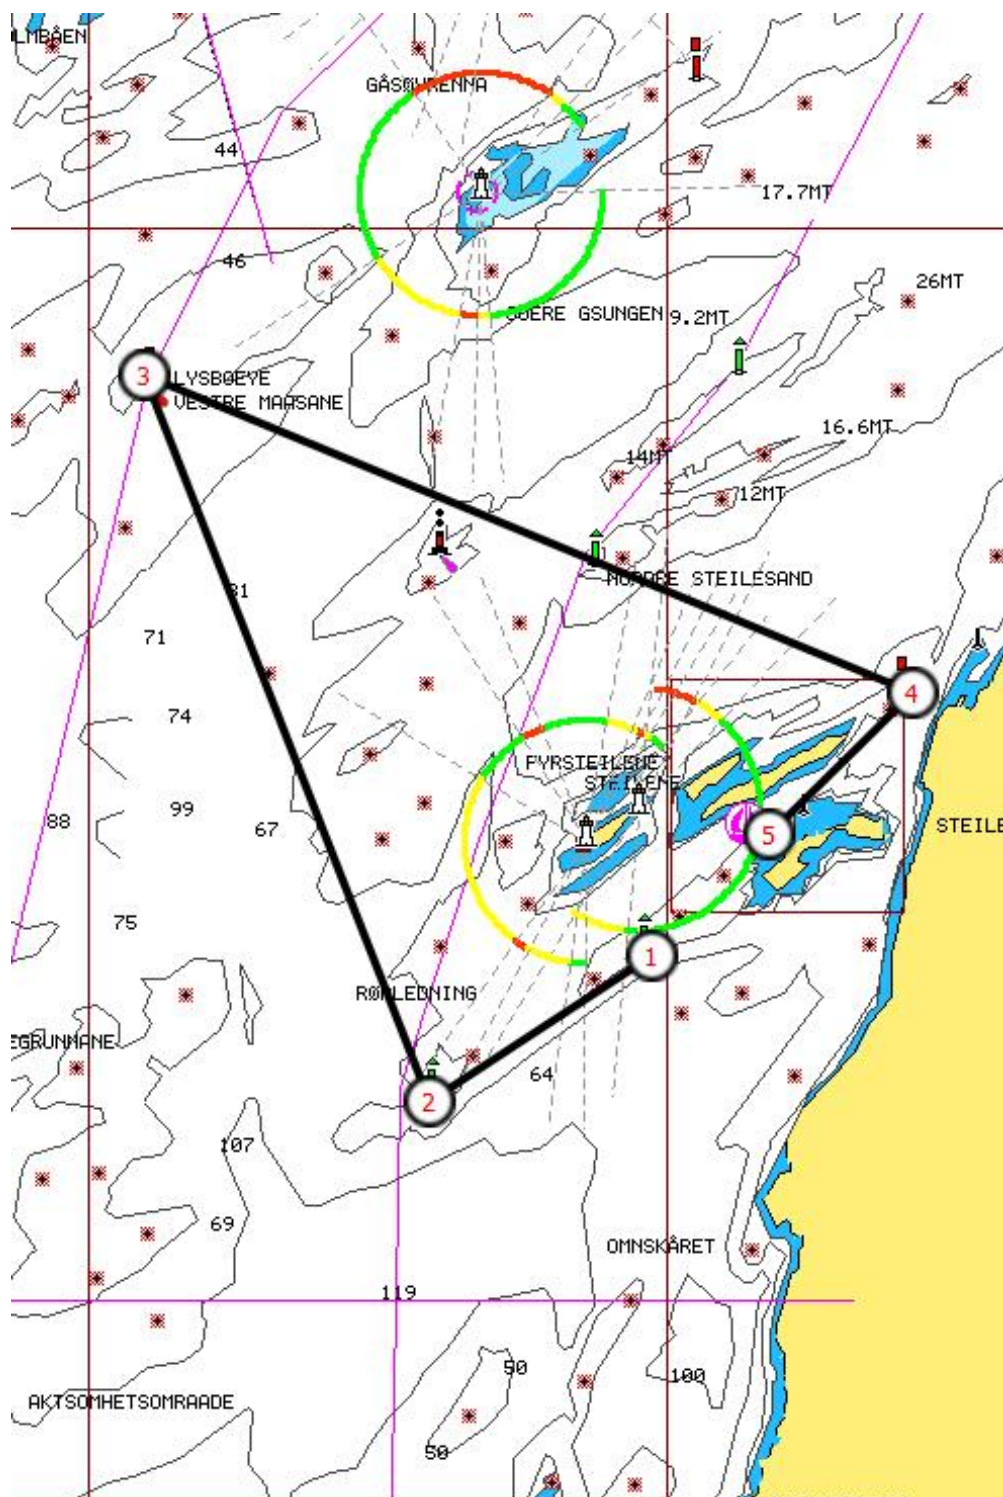 LMBÅEN
GÅSØYRENNA
44
17.7MT
46
26MT
GSUNGEN
9.2MT
3
LYSBOEYE
VESTRE MAASANE
16.6MT
14MT
12MT
NORDRE STEILESAND
81
71
4
74
FYRSTEILENE
STEILENE
99
88
67
5
STEILE
75
1
RØRLEDNING
EGRUNNANE
64
2
107
69
OMNSKÅRET
119
50
100
AKTSOMHETSOMRAADE
50